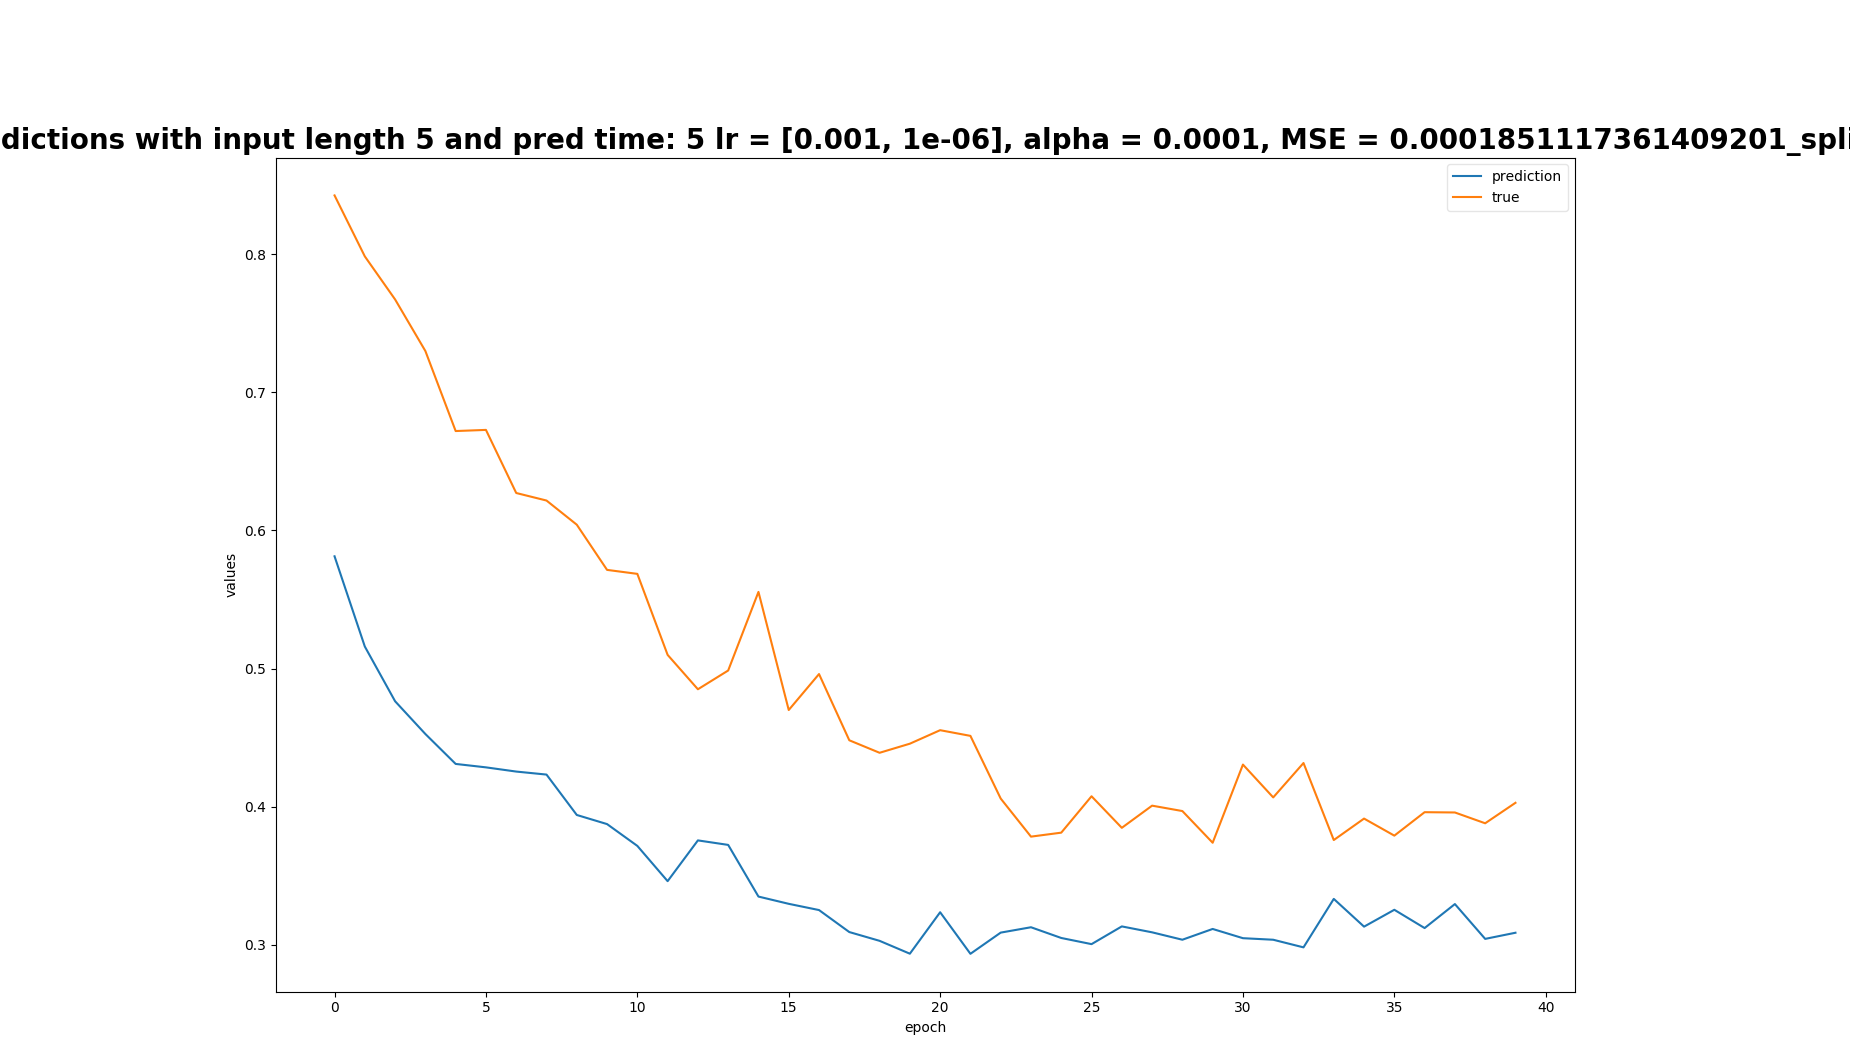 dictions with input length 5 and pred time: 5 lr = [0.001, 1e-06], alpha = 0.0001, MSE = 0.0001851117361409201_spli
prediction
true
0.8
0.7
0.6
0.5
0.4
0.3
values
0 5 10 15 20 25 30 35 40
epoch